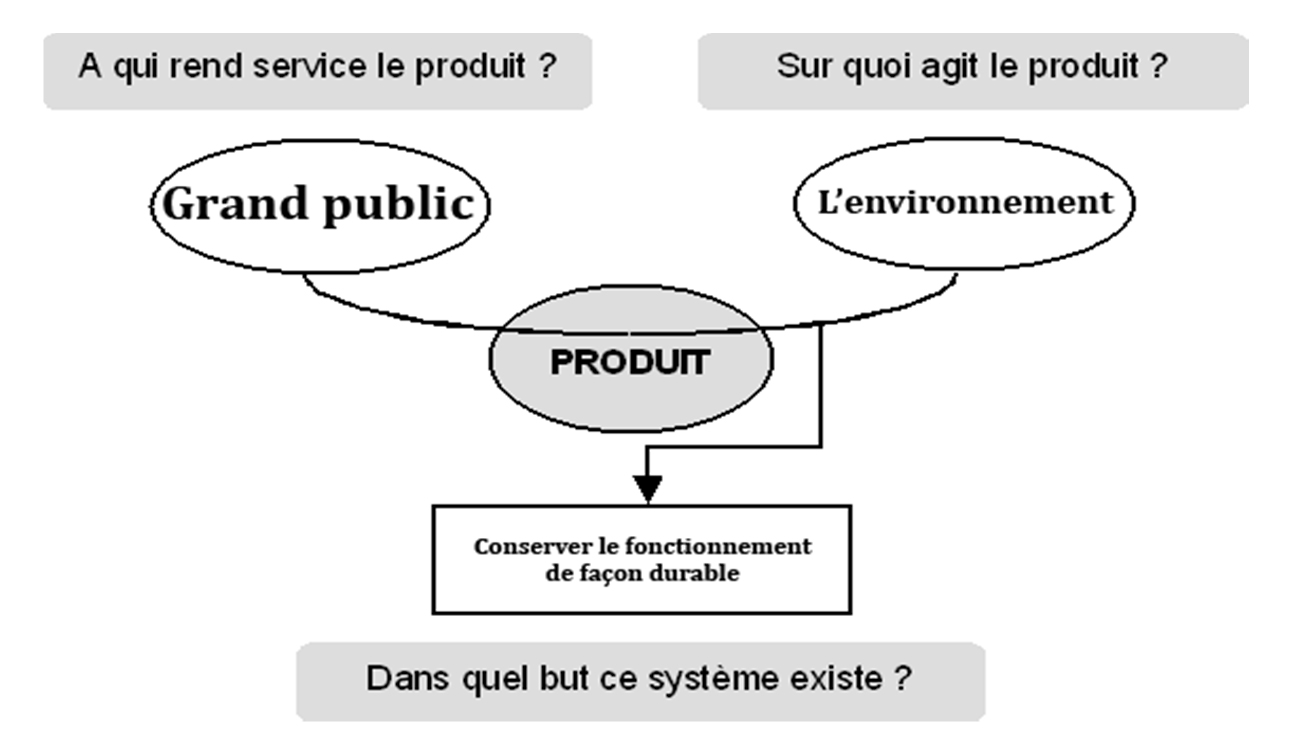 A qui rend service le produit ?
Sur quoi agit le produit ?
Grand public
L’environnement
PRODUIT
Conserver le fonctionnement
de façon durable
Dans quel but ce système existe ?